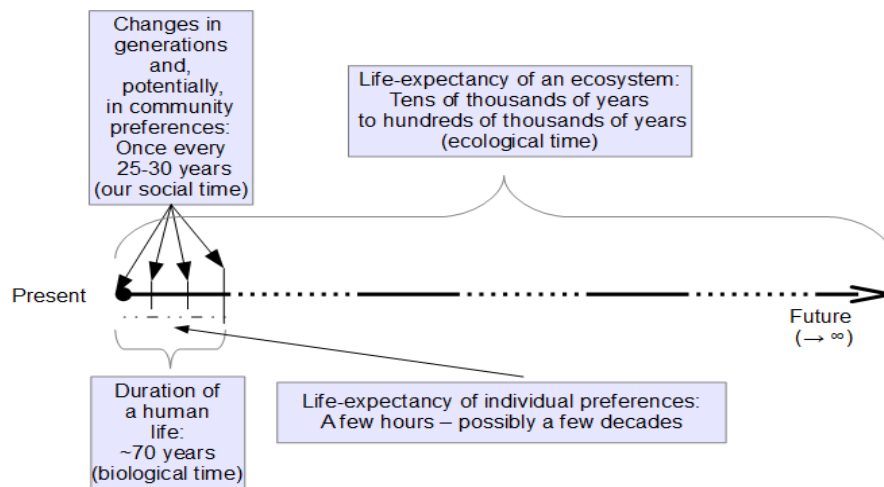 Changes in
generations
and,
potentially,
in community
preferences:
Once every
25-30 years
(our social time)
Life-expectancy of an ecosystem:
Tens of thousands of years
to hundreds of thousands of years
(ecological time)
Present
Future
(→ ∞)
Duration of
a human
life:
~70 years
(biological time)
Life-expectancy of individual preferences:
A few hours – possibly a few decades